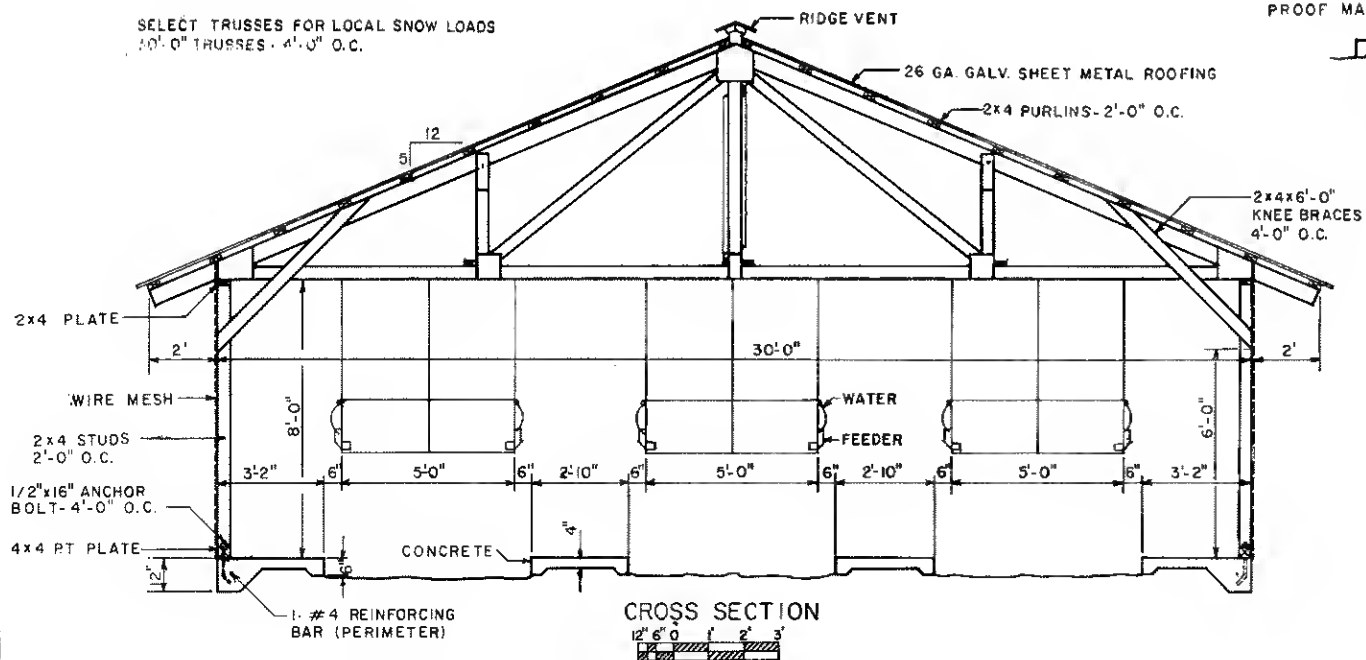 SELECT TRUSSES FOR LOCAL SNOW LOADS
30'-0" TRUSSES - 4'-0" O.C.
RIDGE VENT
PROOF MA
26 GA. GALV. SHEET METAL ROOFING
2x4 PURLINS-2'-0" O.C.
12
5
2x4x6'-0"
KNEE BRACES
4'-0" O.C.
2x4 PLATE
2'
30'-0"
2'
WIRE MESH
8'-0"
WATER
FEEDER
6'-0"
2x4 STUDS
2'-0" O.C.
3'-2"
6"
5'-0"
6"
2'-10"
6"
5'-0"
6"
2'-10"
6"
5'-0"
6"
3'-2"
1/2"x16" ANCHOR
BOLT-4'-0" O.C.
4x4 PT PLATE
CONCRETE
4"
12"
6"
1- #4 REINFORCING
BAR (PERIMETER)
CROSS SECTION
12" 6" 0 1' 2' 3'